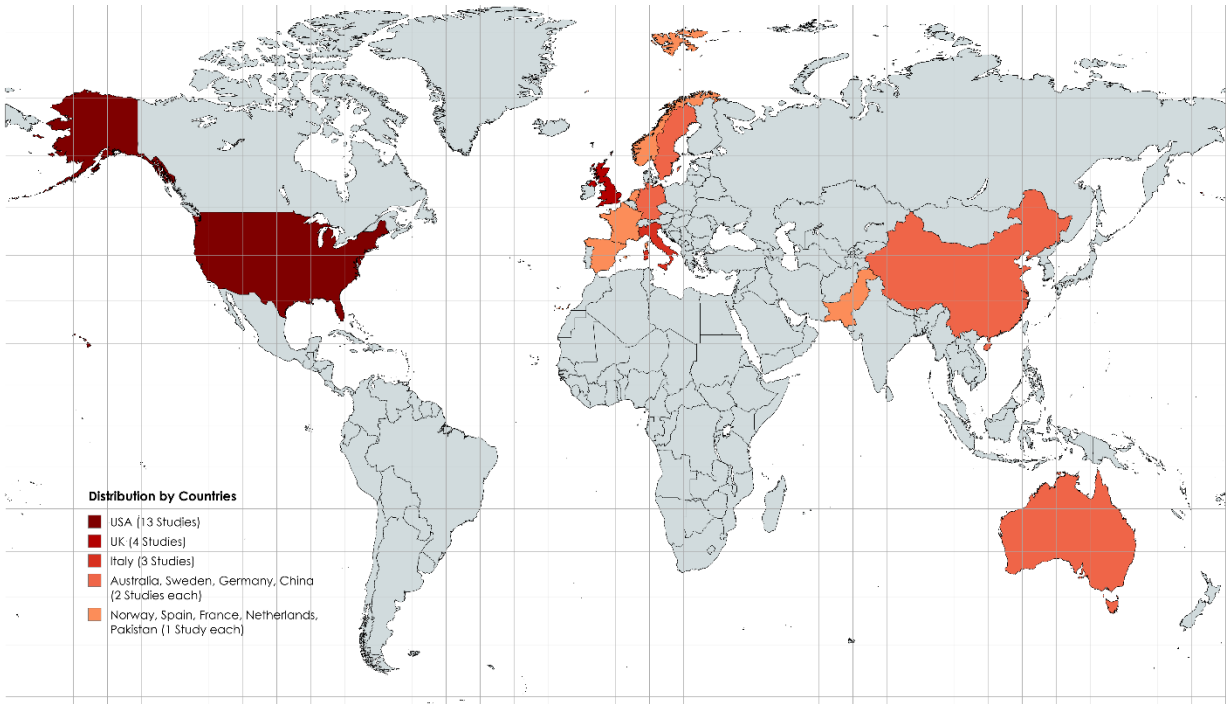 Distribution by Countries
USA (13 Studies)
UK (4 Studies)
Italy (3 Studies)
Australia, Sweden, Germany, China
(2 Studies each)
Norway, Spain, France, Netherlands,
Pakistan (1 Study each)